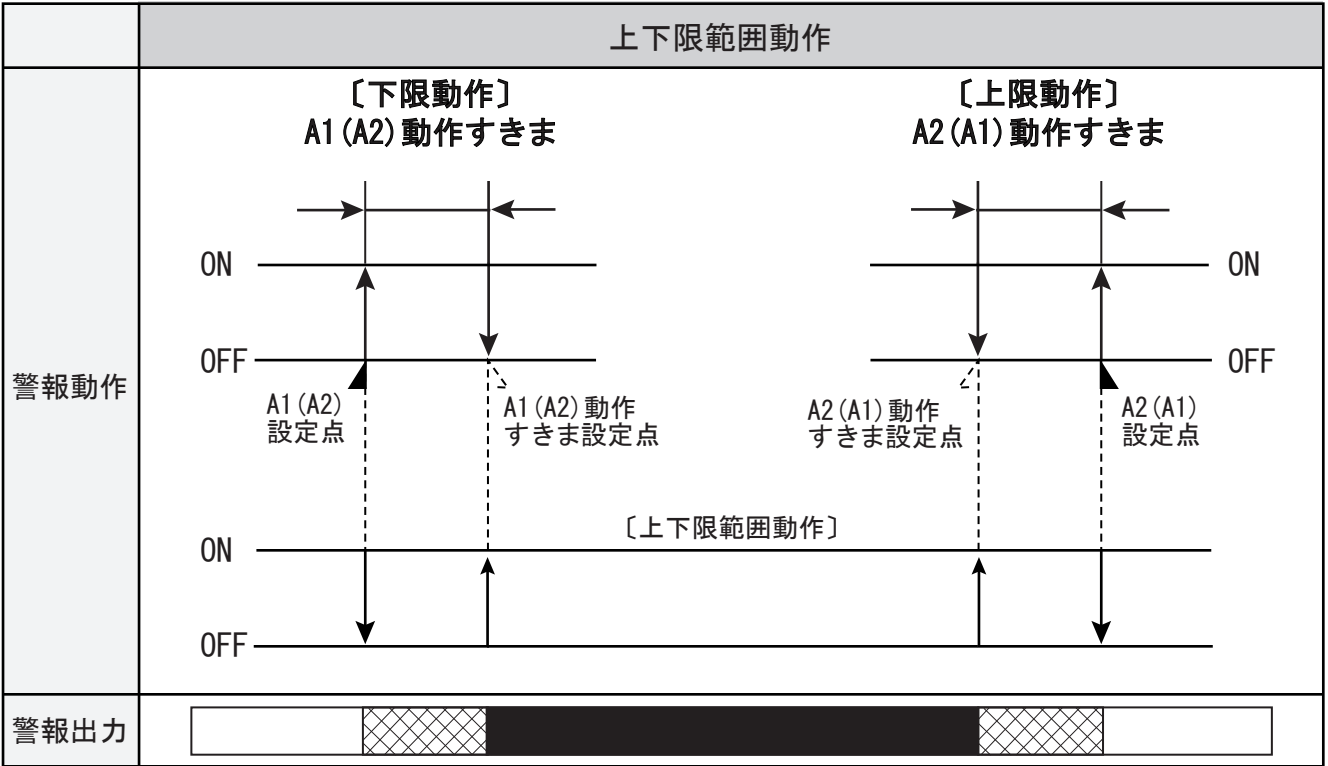 上下限範囲動作
警報動作
〔下限動作〕
A1(A2)動作すきま
〔上限動作〕
A2(A1)動作すきま
ON
ON
OFF
OFF
A1(A2)
設定点
A1(A2)動作
すきま設定点
A2(A1)動作
すきま設定点
A2(A1)
設定点
〔上下限範囲動作〕
ON
OFF
警報出力